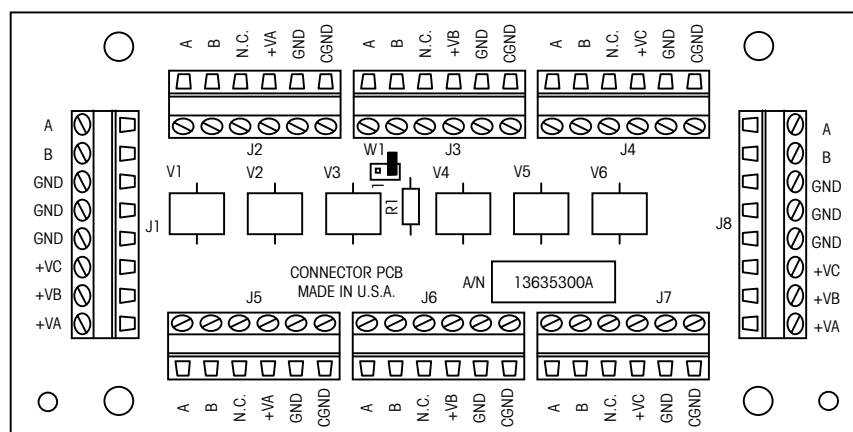 A B N.C. +VA GND CGND
A B N.C. +VB GND CGND
A B N.C. +VC GND CGND
J2
J3
J4
A
B
GND
GND
GND
+VC
+VB
+VA
J1
V1
V2
V3
W1
1
R1
V4
V5
V6
J8
A
B
GND
GND
GND
+VC
+VB
+VA
CONNECTOR PCB
MADE IN U.S.A.
A/N 13635300A
J5
J6
J7
A B N.C. +VA GND CGND
A B N.C. +VB GND CGND
A B N.C. +VC GND CGND